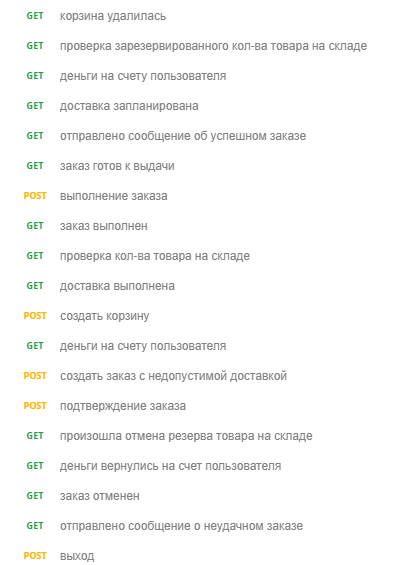 GET корзина удалилась
GET проверка зарезервированного кол-ва товара на складе
GET деньги на счету пользователя
GET доставка запланирована
GET отправлено сообщение об успешном заказе
GET заказ готов к выдачи
POST выполнение заказа
GET заказ выполнен
GET проверка кол-ва товара на складе
GET доставка выполнена
POST создать корзину
GET деньги на счету пользователя
POST создать заказ с недопустимой доставкой
POST подтверждение заказа
GET произошла отмена резерва товара на складе
GET деньги вернулись на счет пользователя
GET заказ отменен
GET отправлено сообщение о неудачном заказе
POST выход